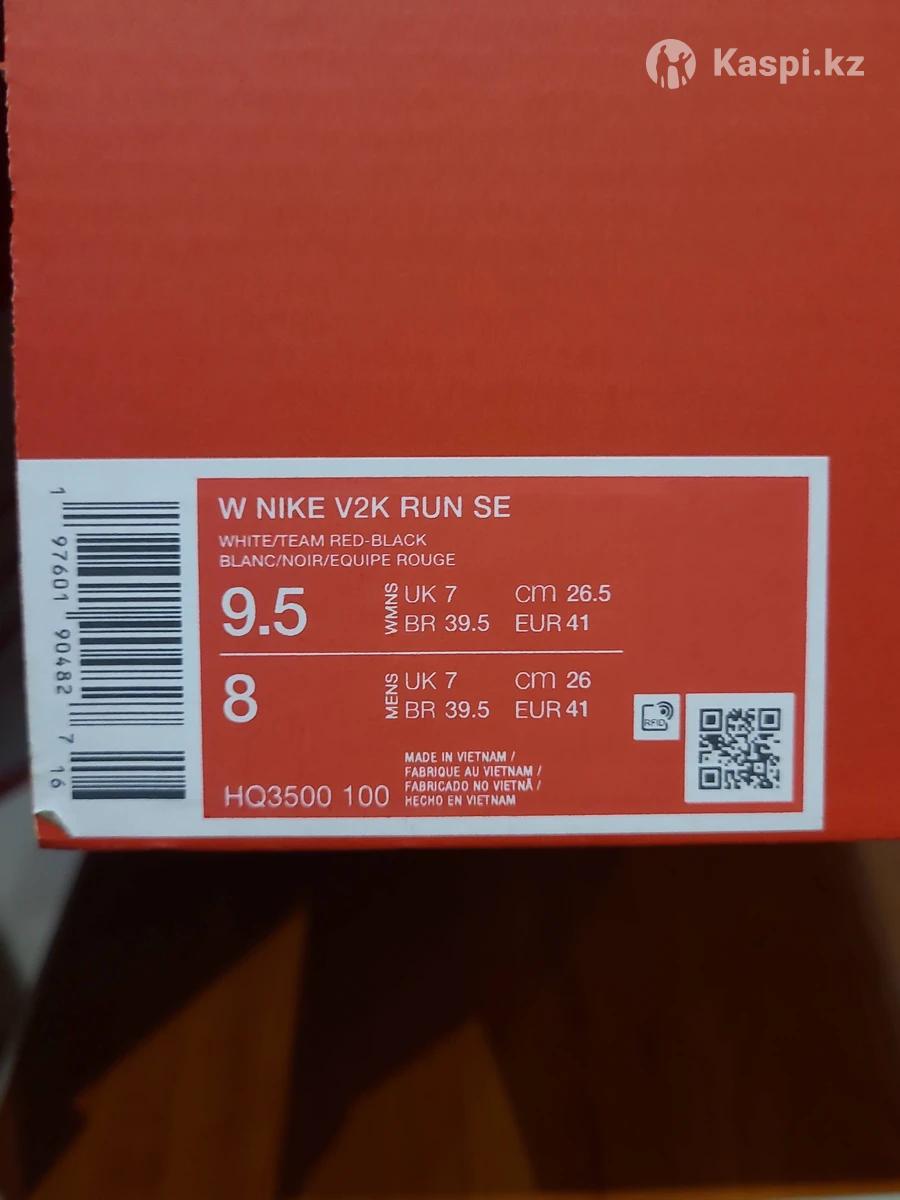 Kaspi.kz
W NIKE V2K RUN SE
WHITE/TEAM RED-BLACK
BLANC/NOIR/EQUIPE ROUGE
9.5 WMNS UK 7 cm 26.5
BR 39.5 EUR 41
8 MENS UK 7 cm 26
BR 39.5 EUR 41
RFID
MADE IN VIETNAM /
FABRIQUE AU VIETNAM /
FABRICADO NO VIETNÃ /
HECHO EN VIETNAM
HQ3500 100
1 97601 90482 7 16